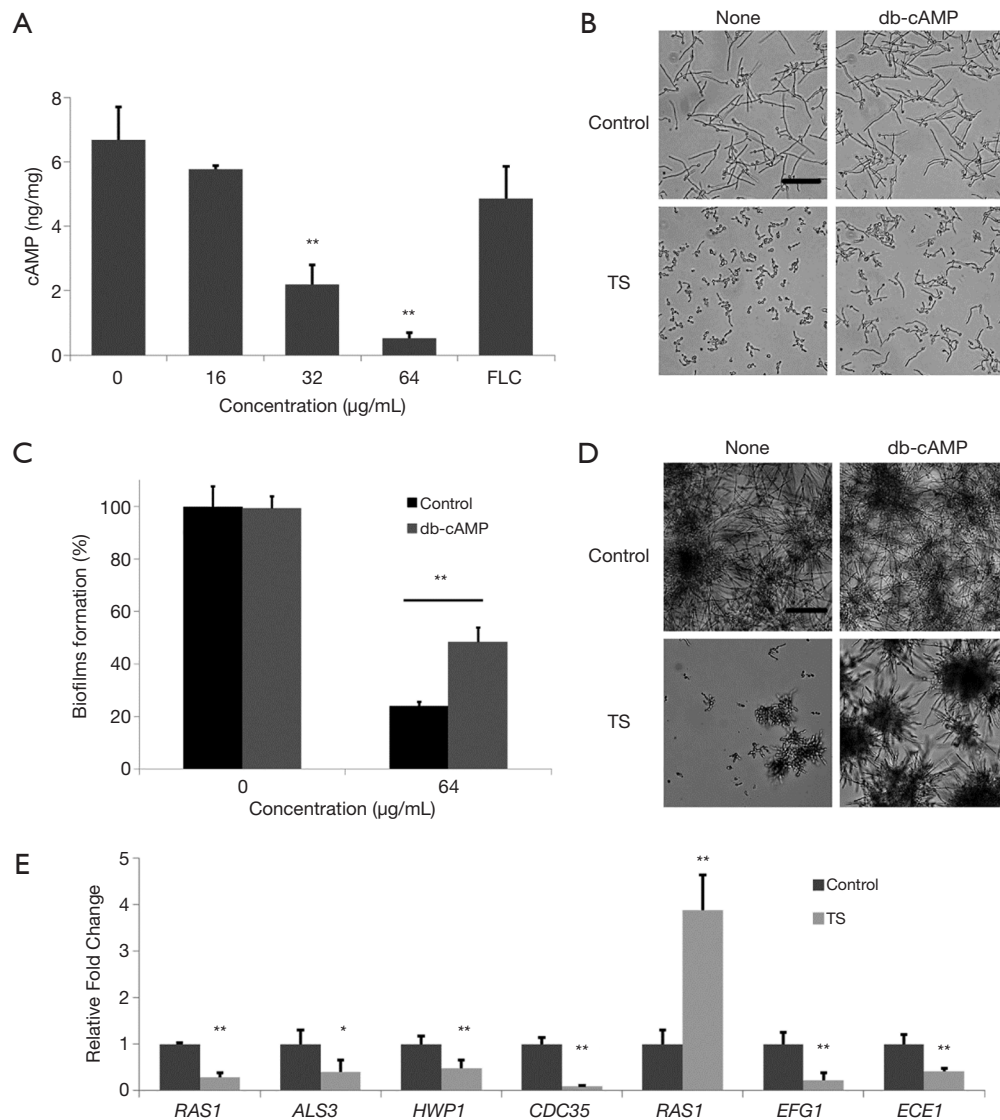 A
8
6
4
2
0
cAMP (ng/mg)
**
**
0 16 32 64 FLC
Concentration (µg/mL)
B
None db-cAMP
Control
TS
C
100
80
60
40
20
0
Biofilms formation (%)
Control
db-cAMP
**
0 64
Concentration (µg/mL)
D
None db-cAMP
Control
TS
E
5
4
3
2
1
0
Relative Fold Change
Control
TS
** * ** ** ** ** **
RAS1 ALS3 HWP1 CDC35 RAS1 EFG1 ECE1